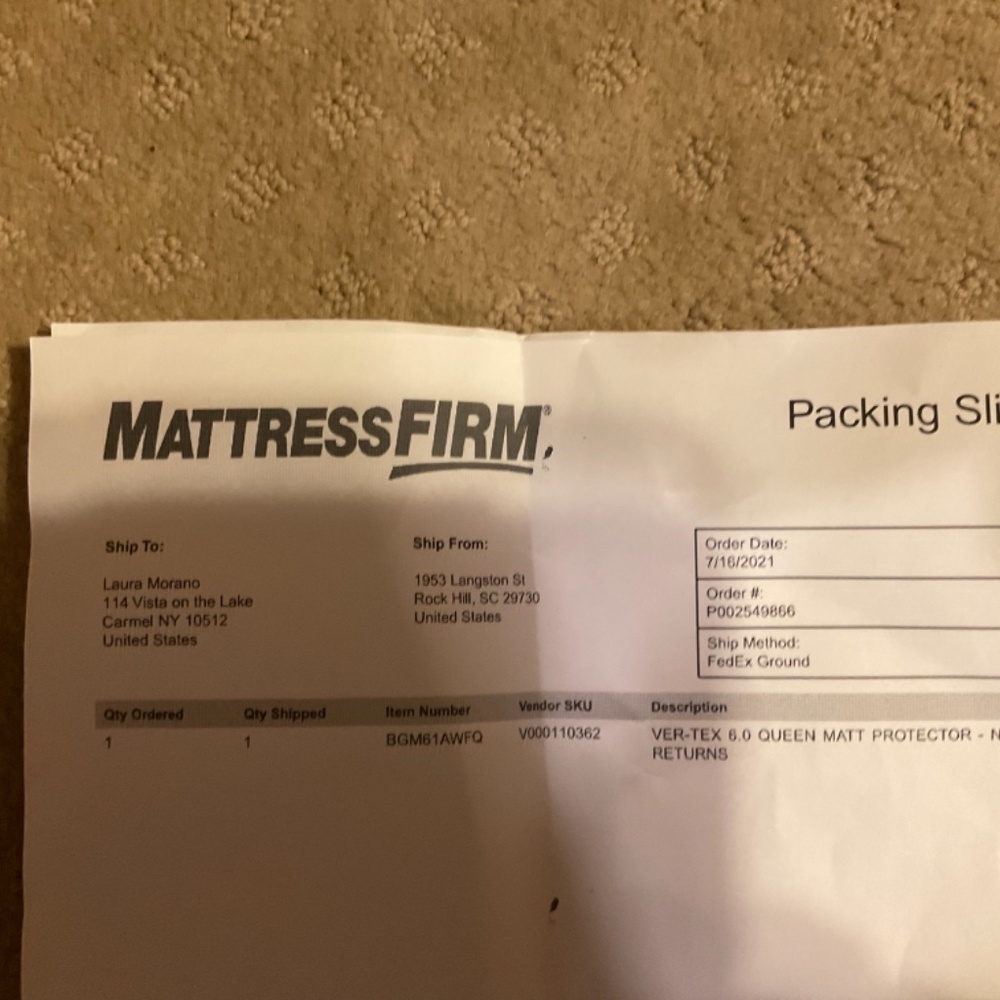 MATTRESSFIRM®
Packing Sli
Ship To:
Laura Morano
114 Vista on the Lake
Carmel NY 10512
United States
Ship From:
1953 Langston St
Rock Hill, SC 29730
United States
Order Date:
7/16/2021
Order #:
P002549866
Ship Method:
FedEx Ground
Qty Ordered Qty Shipped Item Number Vendor SKU Description
1 1 BGM61AWFQ V000110362 VER-TEX 6.0 QUEEN MATT PROTECTOR - N
RETURNS